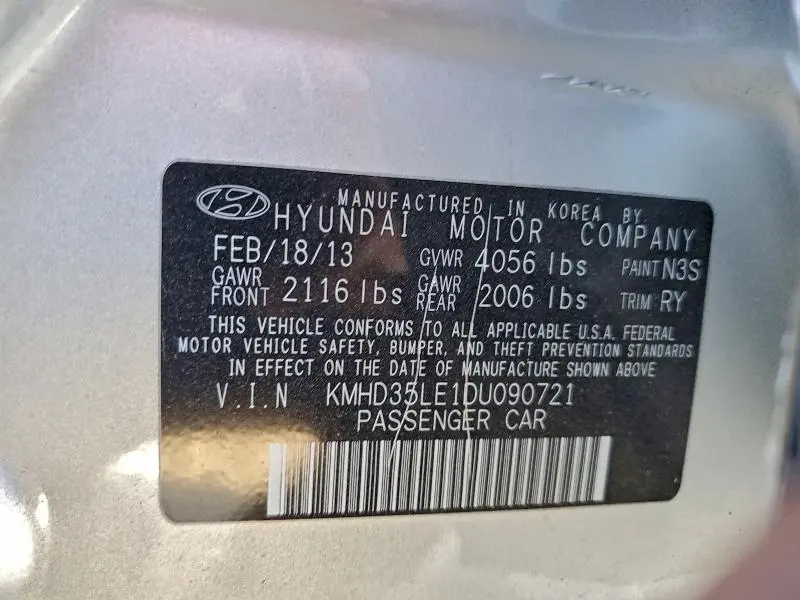 MANUFACTURED IN KOREA BY
HYUNDAI MOTOR COMPANY
FEB/18/13 GVWR 4056 lbs PAINT N3S
GAWR FRONT 2116 lbs GAWR REAR 2006 lbs TRIM RY
THIS VEHICLE CONFORMS TO ALL APPLICABLE U.S.A. FEDERAL
MOTOR VEHICLE SAFETY, BUMPER, AND THEFT PREVENTION STANDARDS
IN EFFECT ON THE DATE OF MANUFACTURE SHOWN ABOVE
V.I.N KMHD35LE1DU090721
PASSENGER CAR